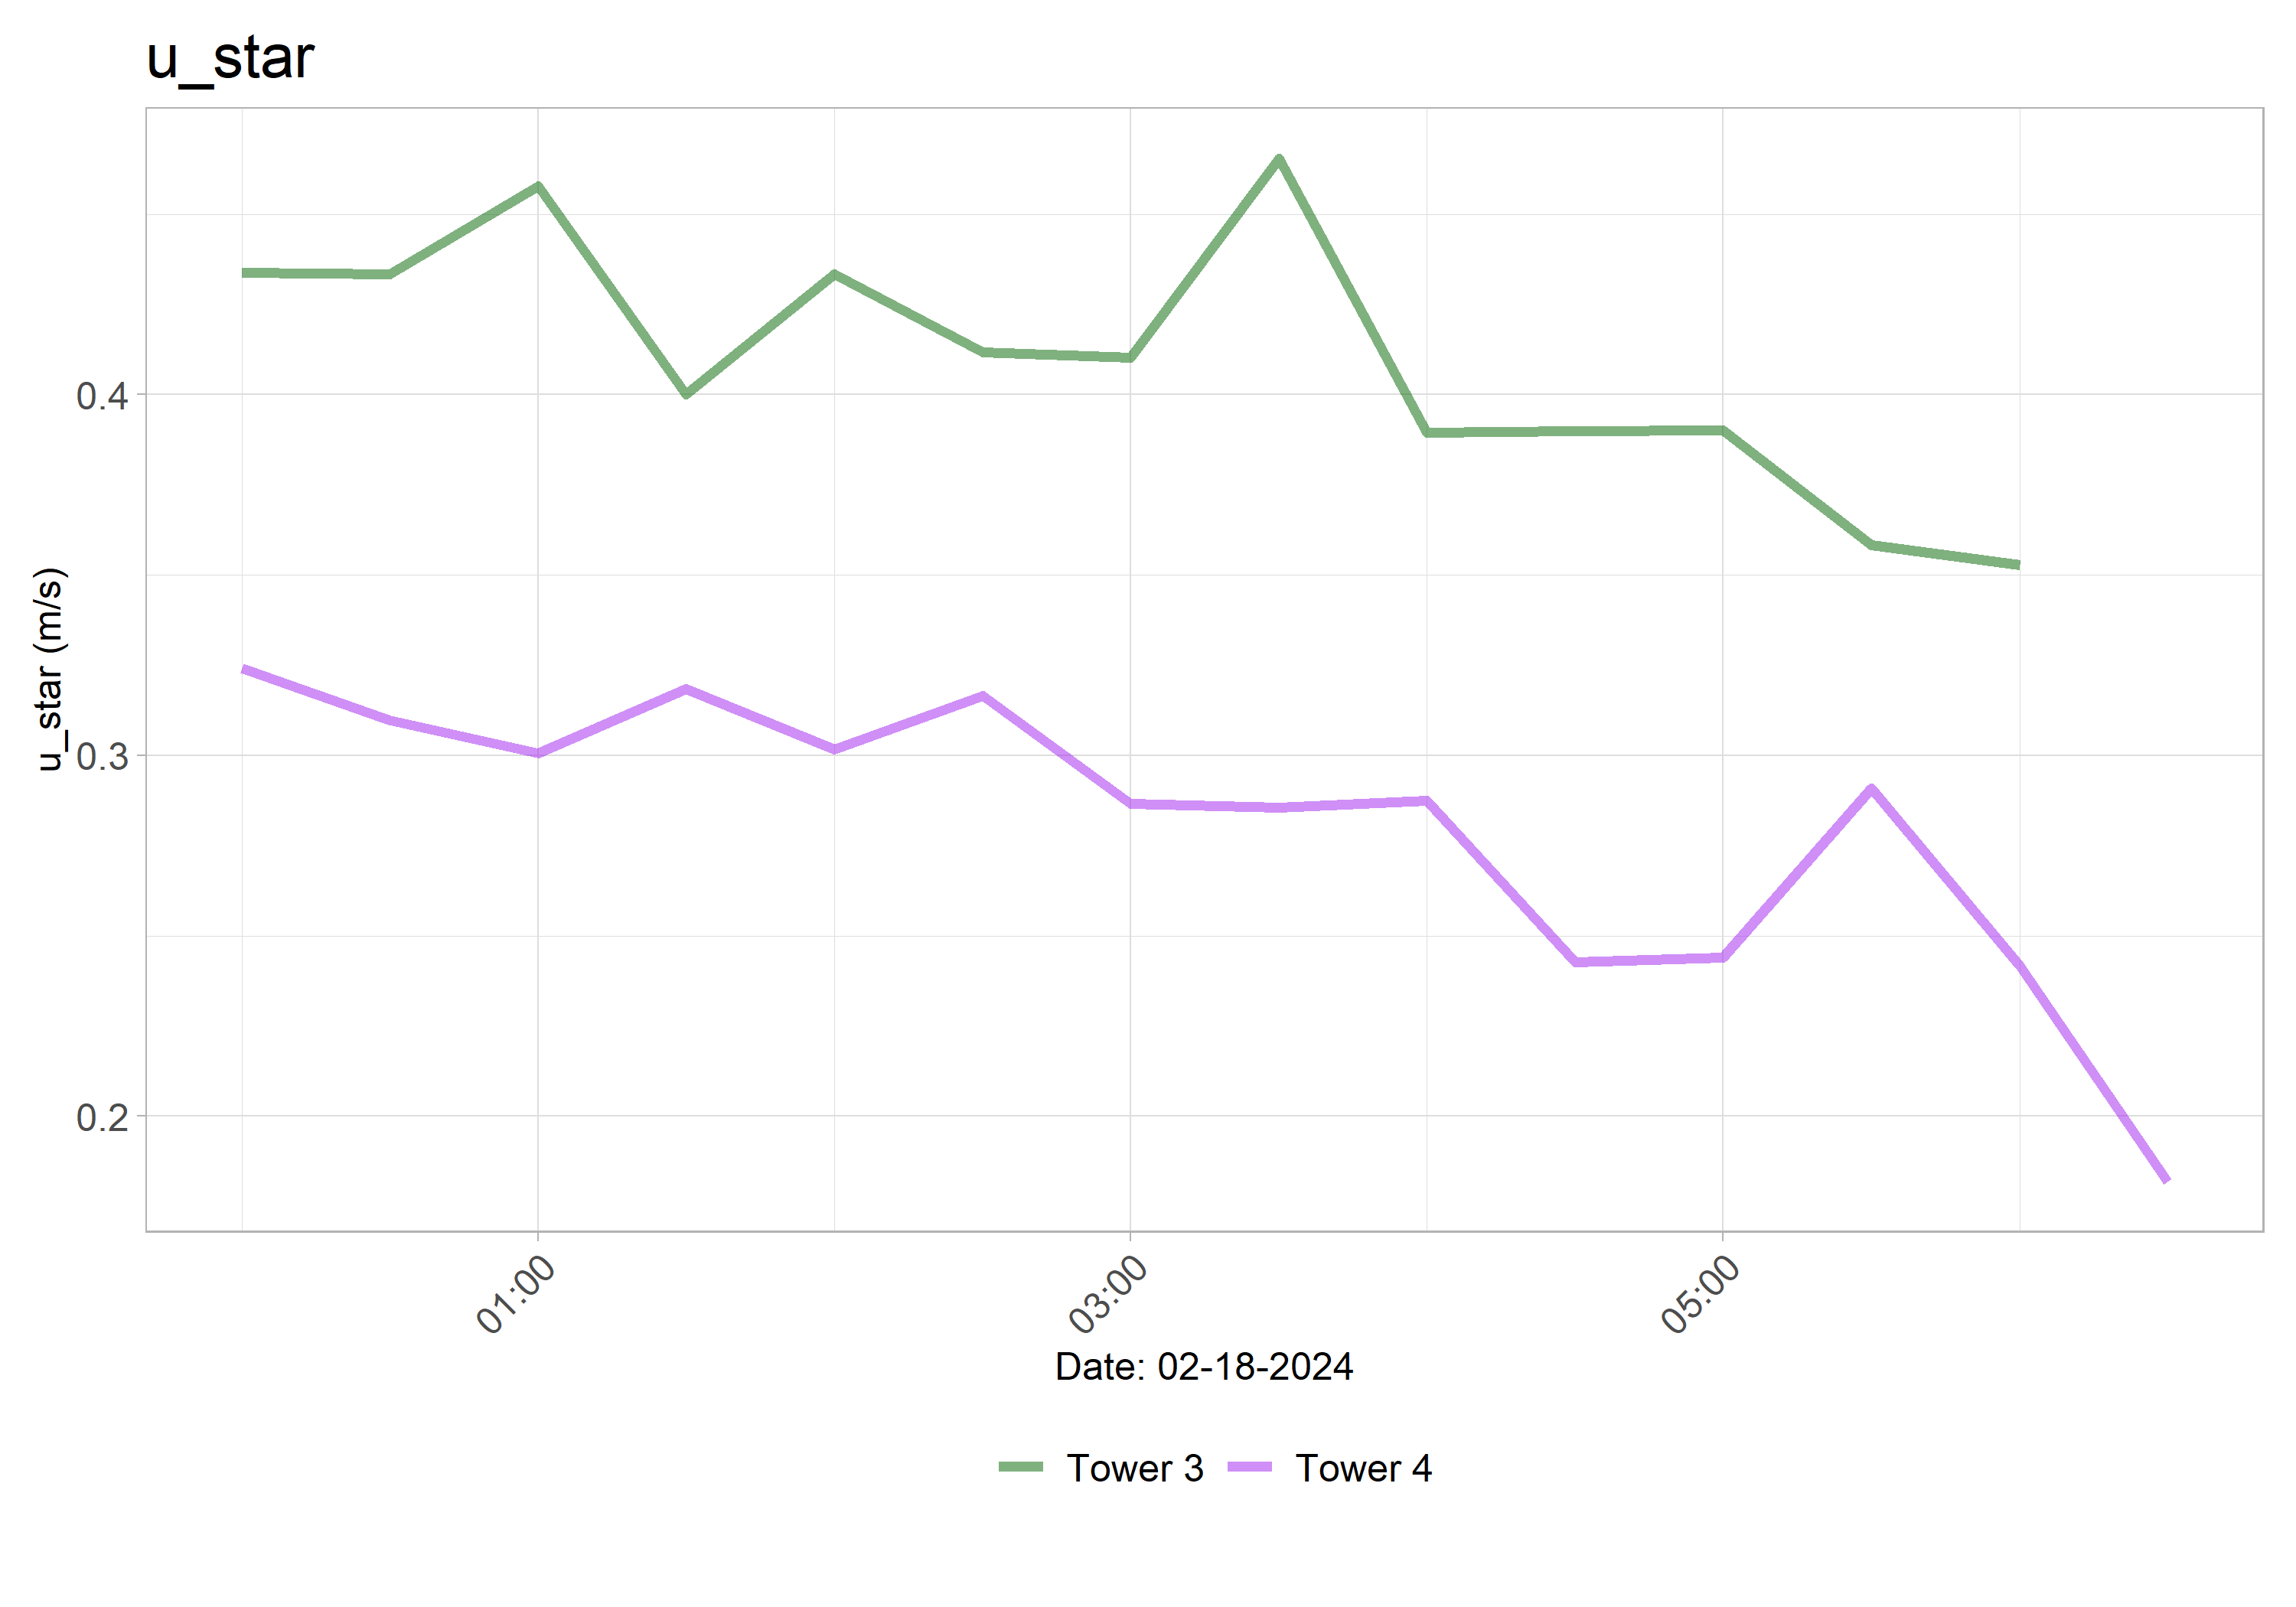 u_star
u_star (m/s)
0.4
0.3
0.2
01:00
03:00
05:00
Date: 02-18-2024
Tower 3
Tower 4